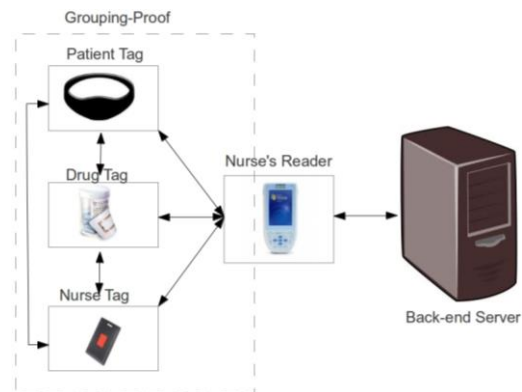 Grouping-Proof
Patient Tag
Nurse's Reader
Drug Tag
Nurse Tag
Back-end Server